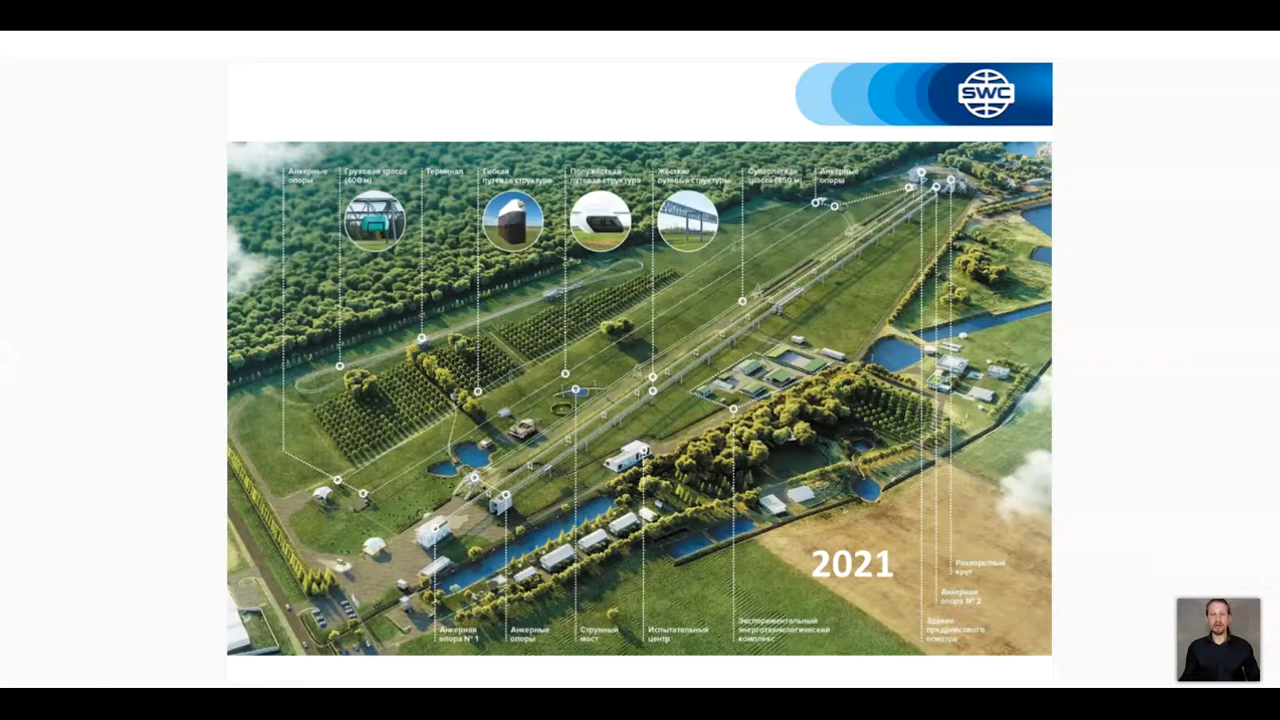 SWC
Анкерные
опоры
Грузовая трасса
(400 м)
Терминал
Гибкая
путевая структура
Полужёсткая
путевая структура
Жёсткие
путевые структуры
Суперлегкая
трасса (850 м)
Анкерные
опоры
2021
Разворотный
круг
Анкерная
опора № 2
Анкерная
опора № 1
Анкерные
опоры
Струнный
мост
Испытательный
центр
Экспериментальный
энерготехнологический
комплекс
Здание
предрейсового
осмотра